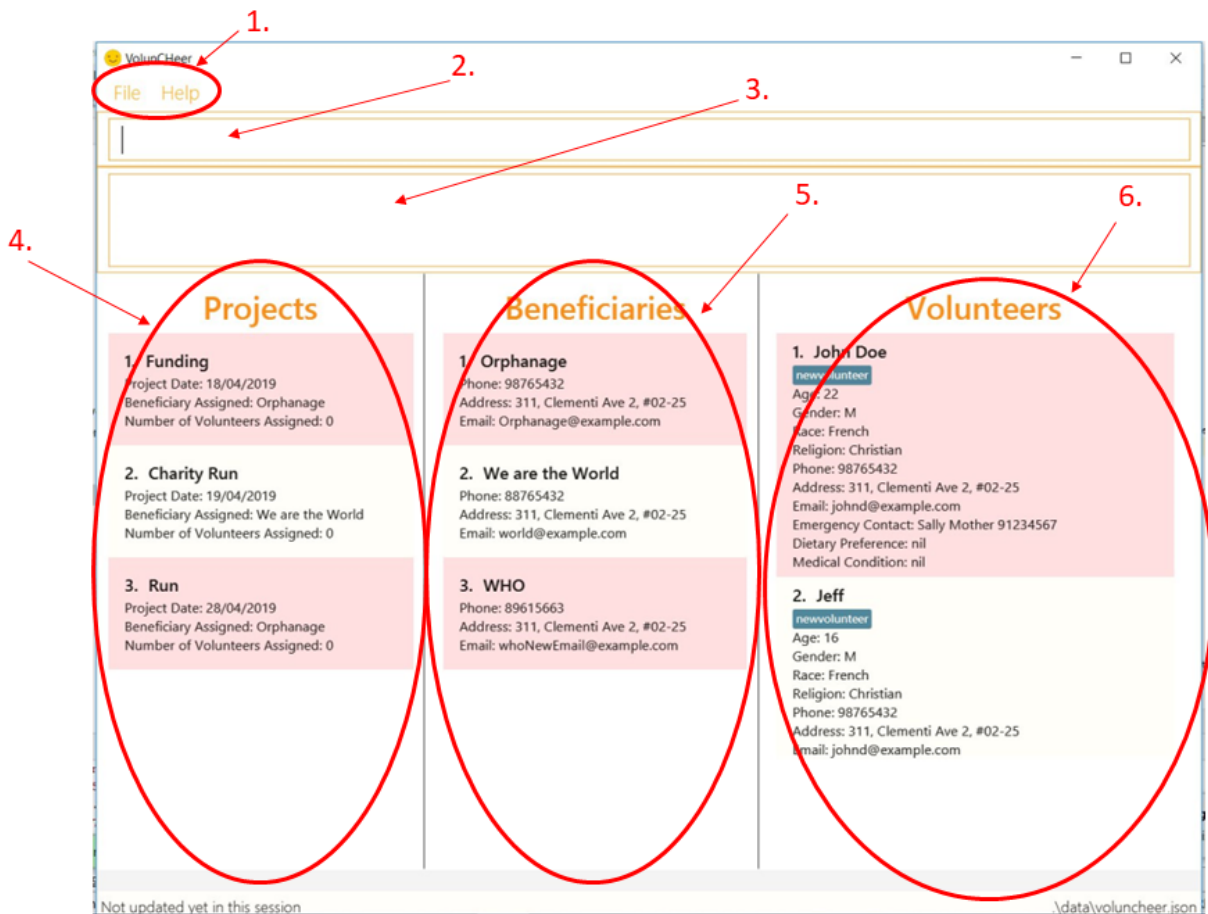 1.
VolunCHeer
2.
File Help
3.
5.
6.
4.
Projects
1. Funding
Project Date: 18/04/2019
Beneficiary Assigned: Orphanage
Number of Volunteers Assigned: 0
2. Charity Run
Project Date: 19/04/2019
Beneficiary Assigned: We are the World
Number of Volunteers Assigned: 0
3. Run
Project Date: 28/04/2019
Beneficiary Assigned: Orphanage
Number of Volunteers Assigned: 0
Beneficiaries
1. Orphanage
Phone: 98765432
Address: 311, Clementi Ave 2, #02-25
Email: Orphanage@example.com
2. We are the World
Phone: 88765432
Address: 311, Clementi Ave 2, #02-25
Email: world@example.com
3. WHO
Phone: 89615663
Address: 311, Clementi Ave 2, #02-25
Email: whoNewEmail@example.com
Volunteers
1. John Doe
newvolunteer
Age: 22
Gender: M
Race: French
Religion: Christian
Phone: 98765432
Address: 311, Clementi Ave 2, #02-25
Email: johnd@example.com
Emergency Contact: Sally Mother 91234567
Dietary Preference: nil
Medical Condition: nil
2. Jeff
newvolunteer
Age: 16
Gender: M
Race: French
Religion: Christian
Phone: 98765432
Address: 311, Clementi Ave 2, #02-25
Email: johnd@example.com
Not updated yet in this session
.\data\voluncheer.json